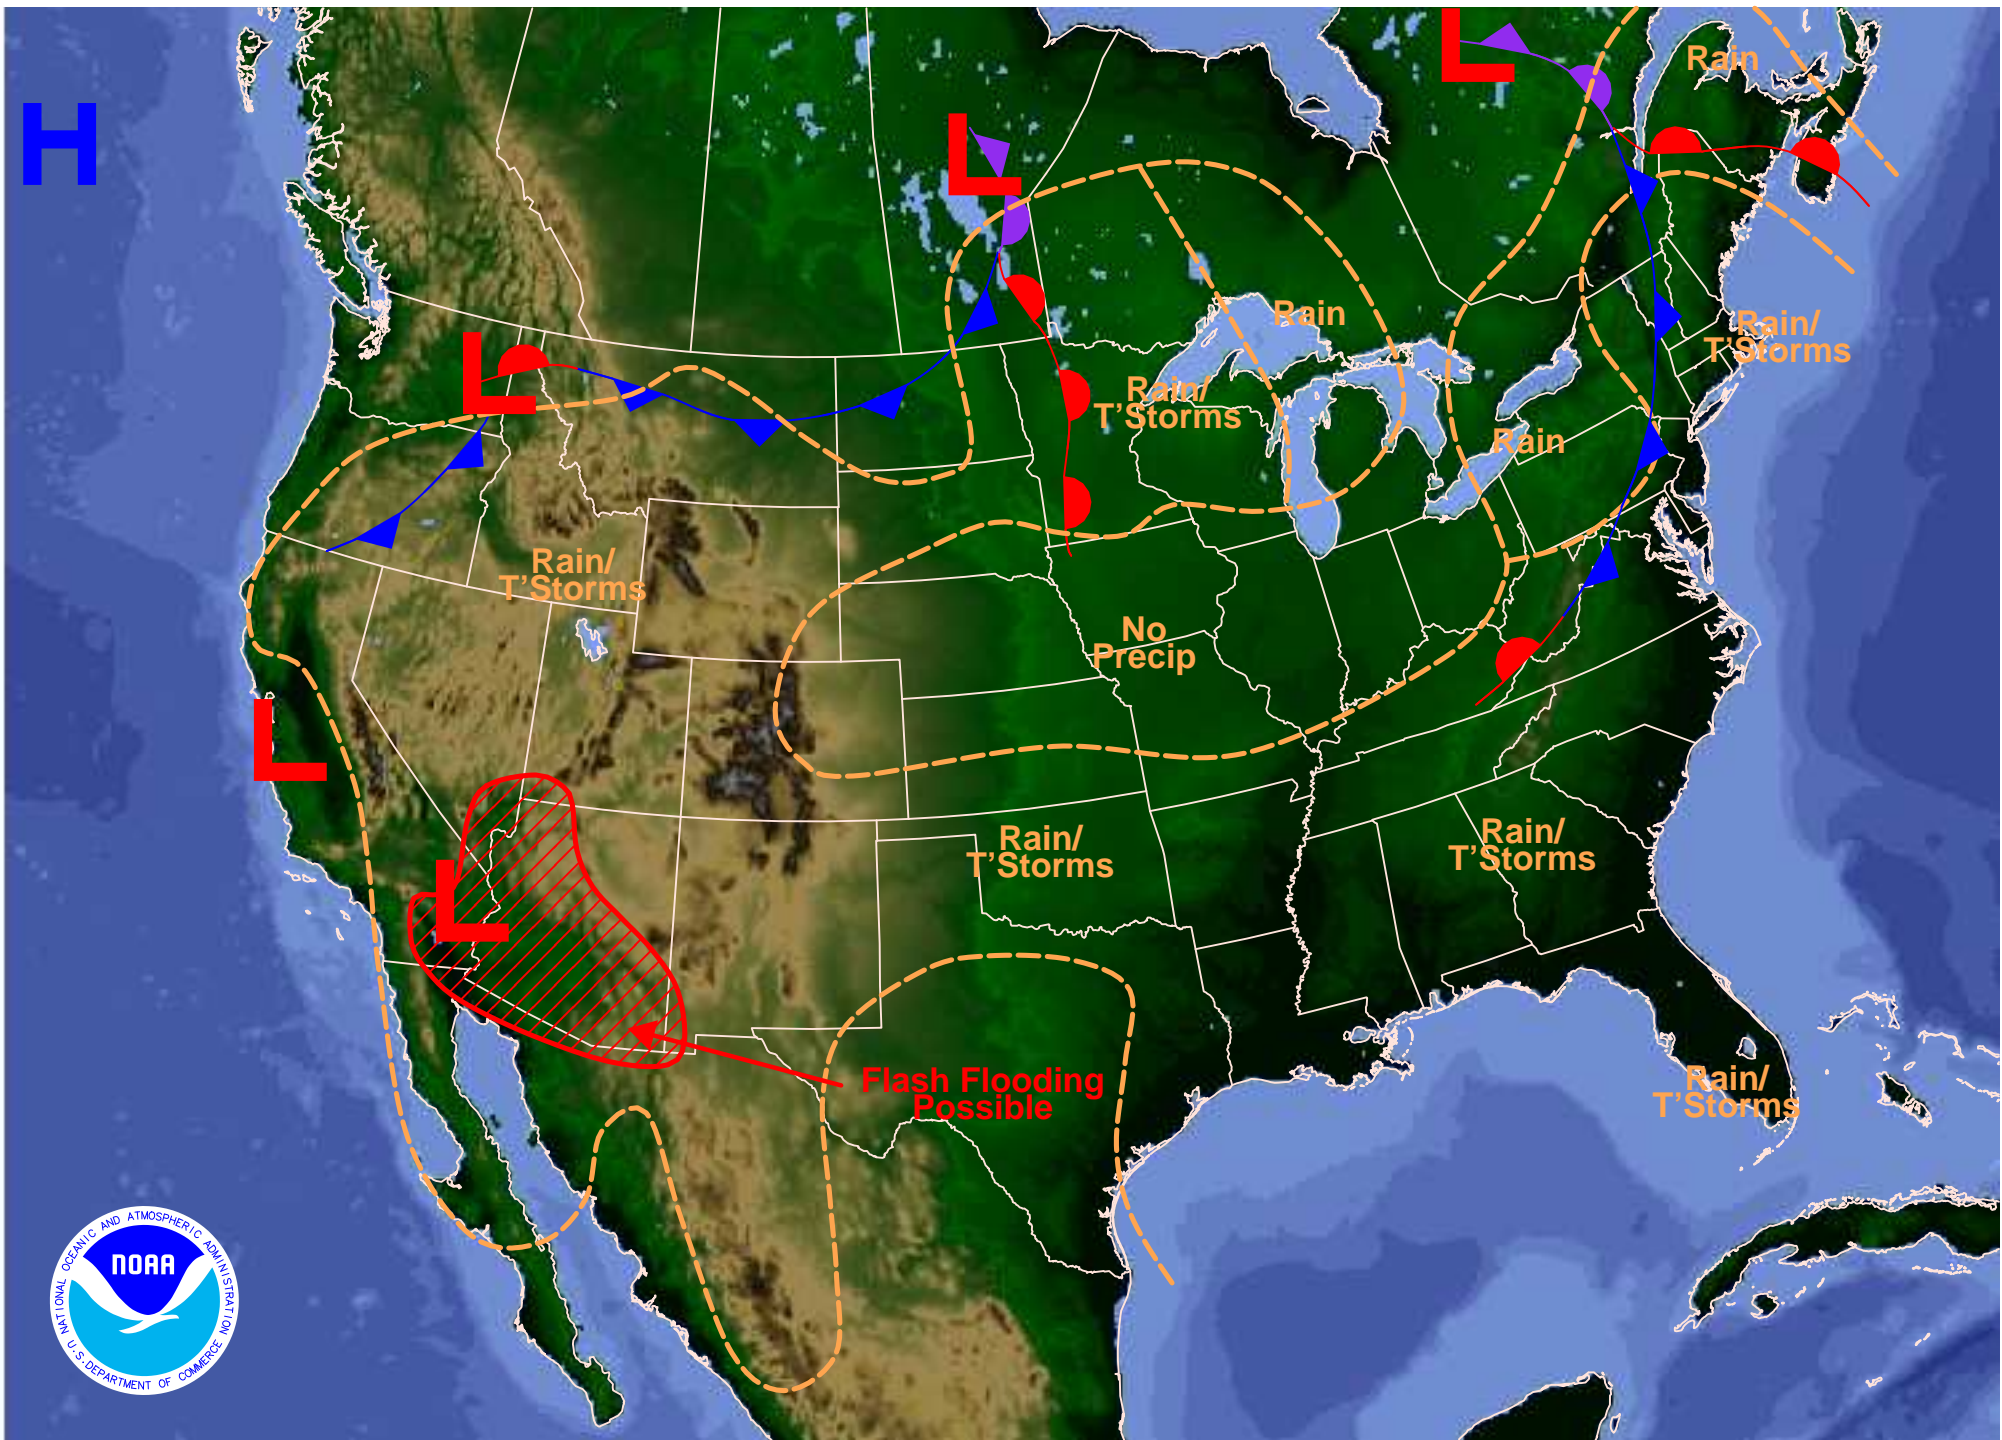 Rain
H
L
L
Rain
Rain/
T'Storms
L
Rain/
T'Storms
Rain
Rain/
T'Storms
No
Precip
L
Rain/
T'Storms
Rain/
T'Storms
L
Flash Flooding
Possible
Rain/
T'Storms
NATIONAL OCEANIC AND ATMOSPHERIC ADMINISTRATION
NOAA
U.S. DEPARTMENT OF COMMERCE